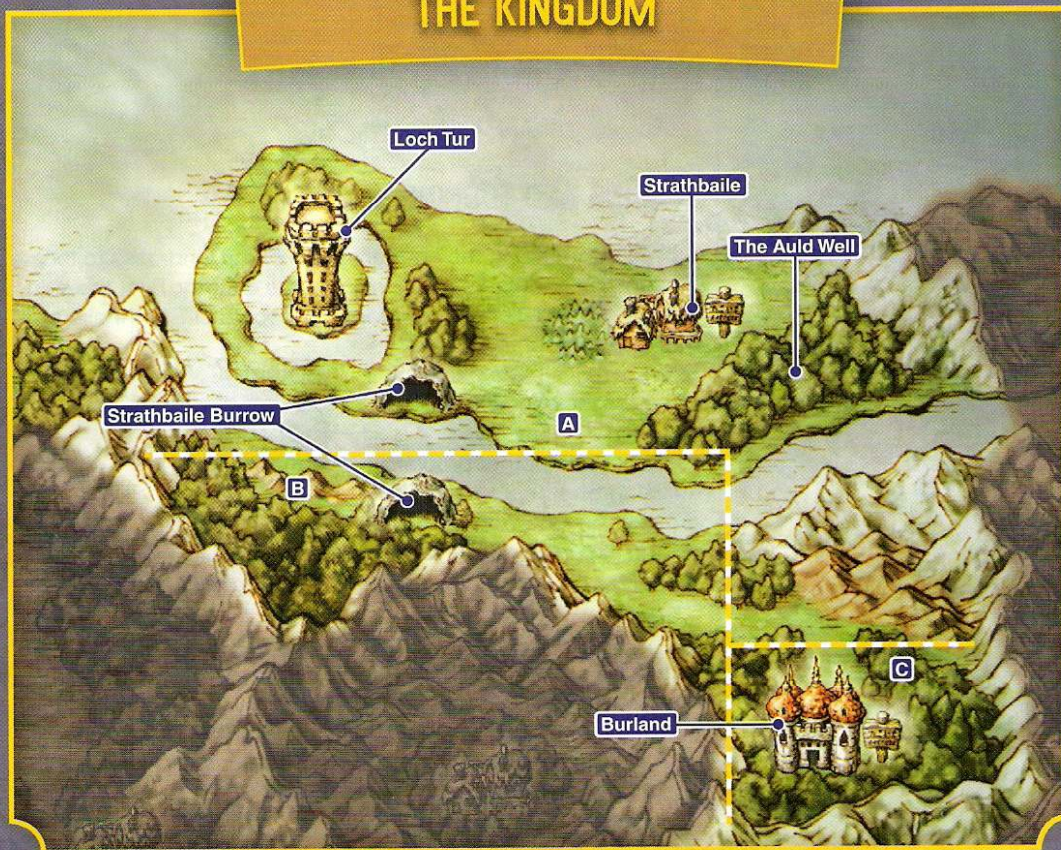 THE KINGDOM
Loch Tur
Strathbaile
The Auld Well
Strathbaile Burrow
A
B
C
Burland